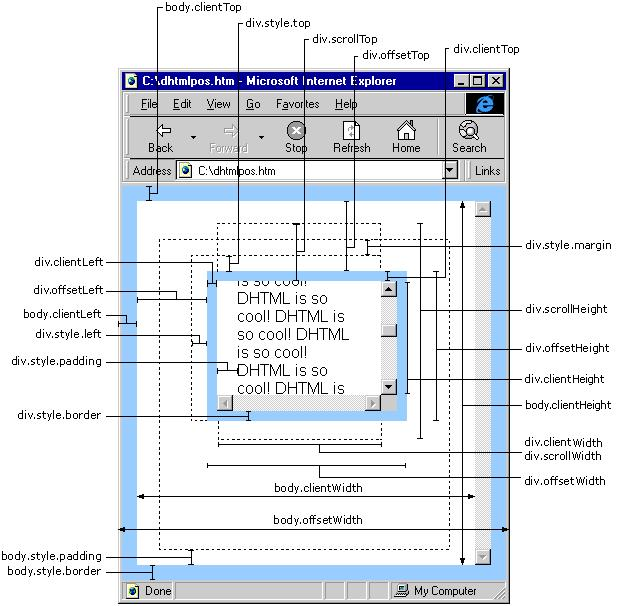 body.clientTop
div.style.top
div.scrollTop
div.offsetTop
div.clientTop
C:\dhtmlpos.htm - Microsoft Internet Explorer
File Edit View Go Favorites Help
Back Forward Stop Refresh Home Search
Address C:\dhtmlpos.htm Links
div.style.margin
div.clientLeft
div.offsetLeft
body.clientLeft
div.style.left
div.style.padding
div.style.border
is so cool!
DHTML is so
cool! DHTML is
so cool! DHTML
is so cool!
DHTML is so
cool! DHTML is
div.scrollHeight
div.offsetHeight
div.clientHeight
body.clientHeight
div.clientWidth
div.scrollWidth
div.offsetWidth
body.clientWidth
body.offsetWidth
body.style.padding
body.style.border
Done My Computer